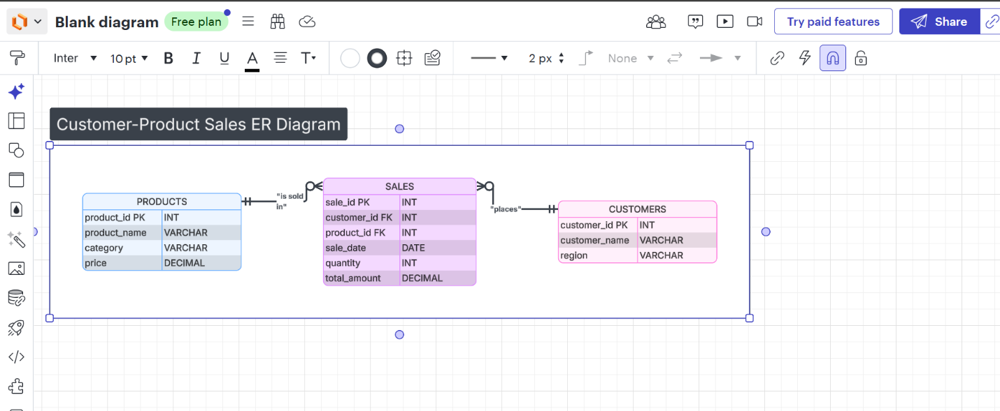 Blank diagram Free plan Try paid features Share
Inter 10 pt B I U A T 2 px None
Customer-Product Sales ER Diagram
PRODUCTS
product_id PK INT
product_name VARCHAR
category VARCHAR
price DECIMAL
"is sold
in"
SALES
sale_id PK INT
customer_id FK INT
product_id FK INT
sale_date DATE
quantity INT
total_amount DECIMAL
"places"
CUSTOMERS
customer_id PK INT
customer_name VARCHAR
region VARCHAR